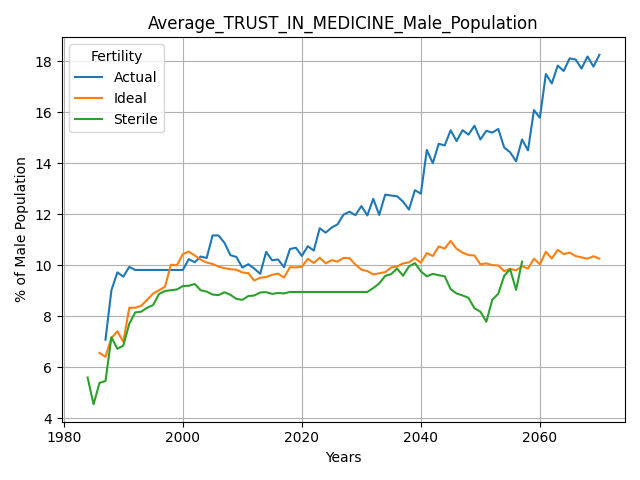 Average_TRUST_IN_MEDICINE_Male_Population
Fertility
Actual
Ideal
Sterile
% of Male Population
18
16
14
12
10
8
6
4
1980
2000
2020
2040
2060
Years